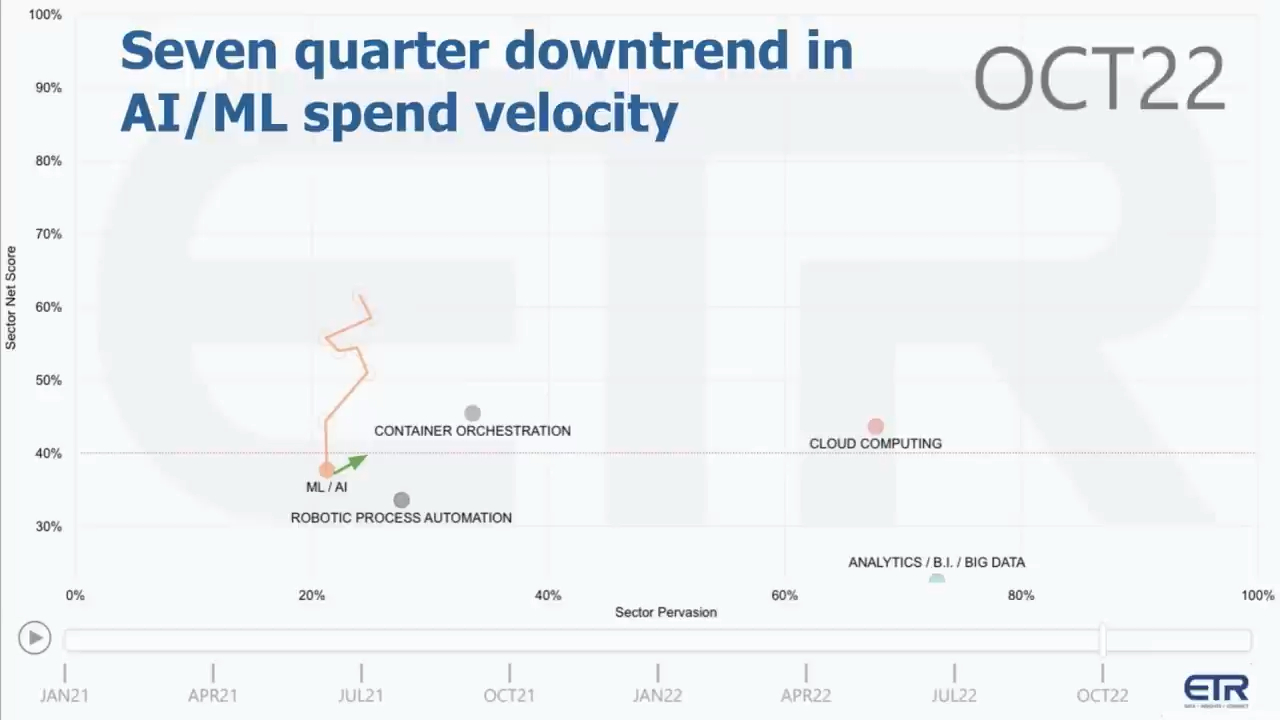 Seven quarter downtrend in
AI/ML spend velocity
OCT22
100%
90%
80%
70%
60%
50%
40%
30%
Sector Net Score
CONTAINER ORCHESTRATION
CLOUD COMPUTING
ML / AI
ROBOTIC PROCESS AUTOMATION
ANALYTICS / B.I. / BIG DATA
0% 20% 40% 60% 80% 100%
Sector Pervasion
JAN21 APR21 JUL21 OCT21 JAN22 APR22 JUL22 OCT22
ETR